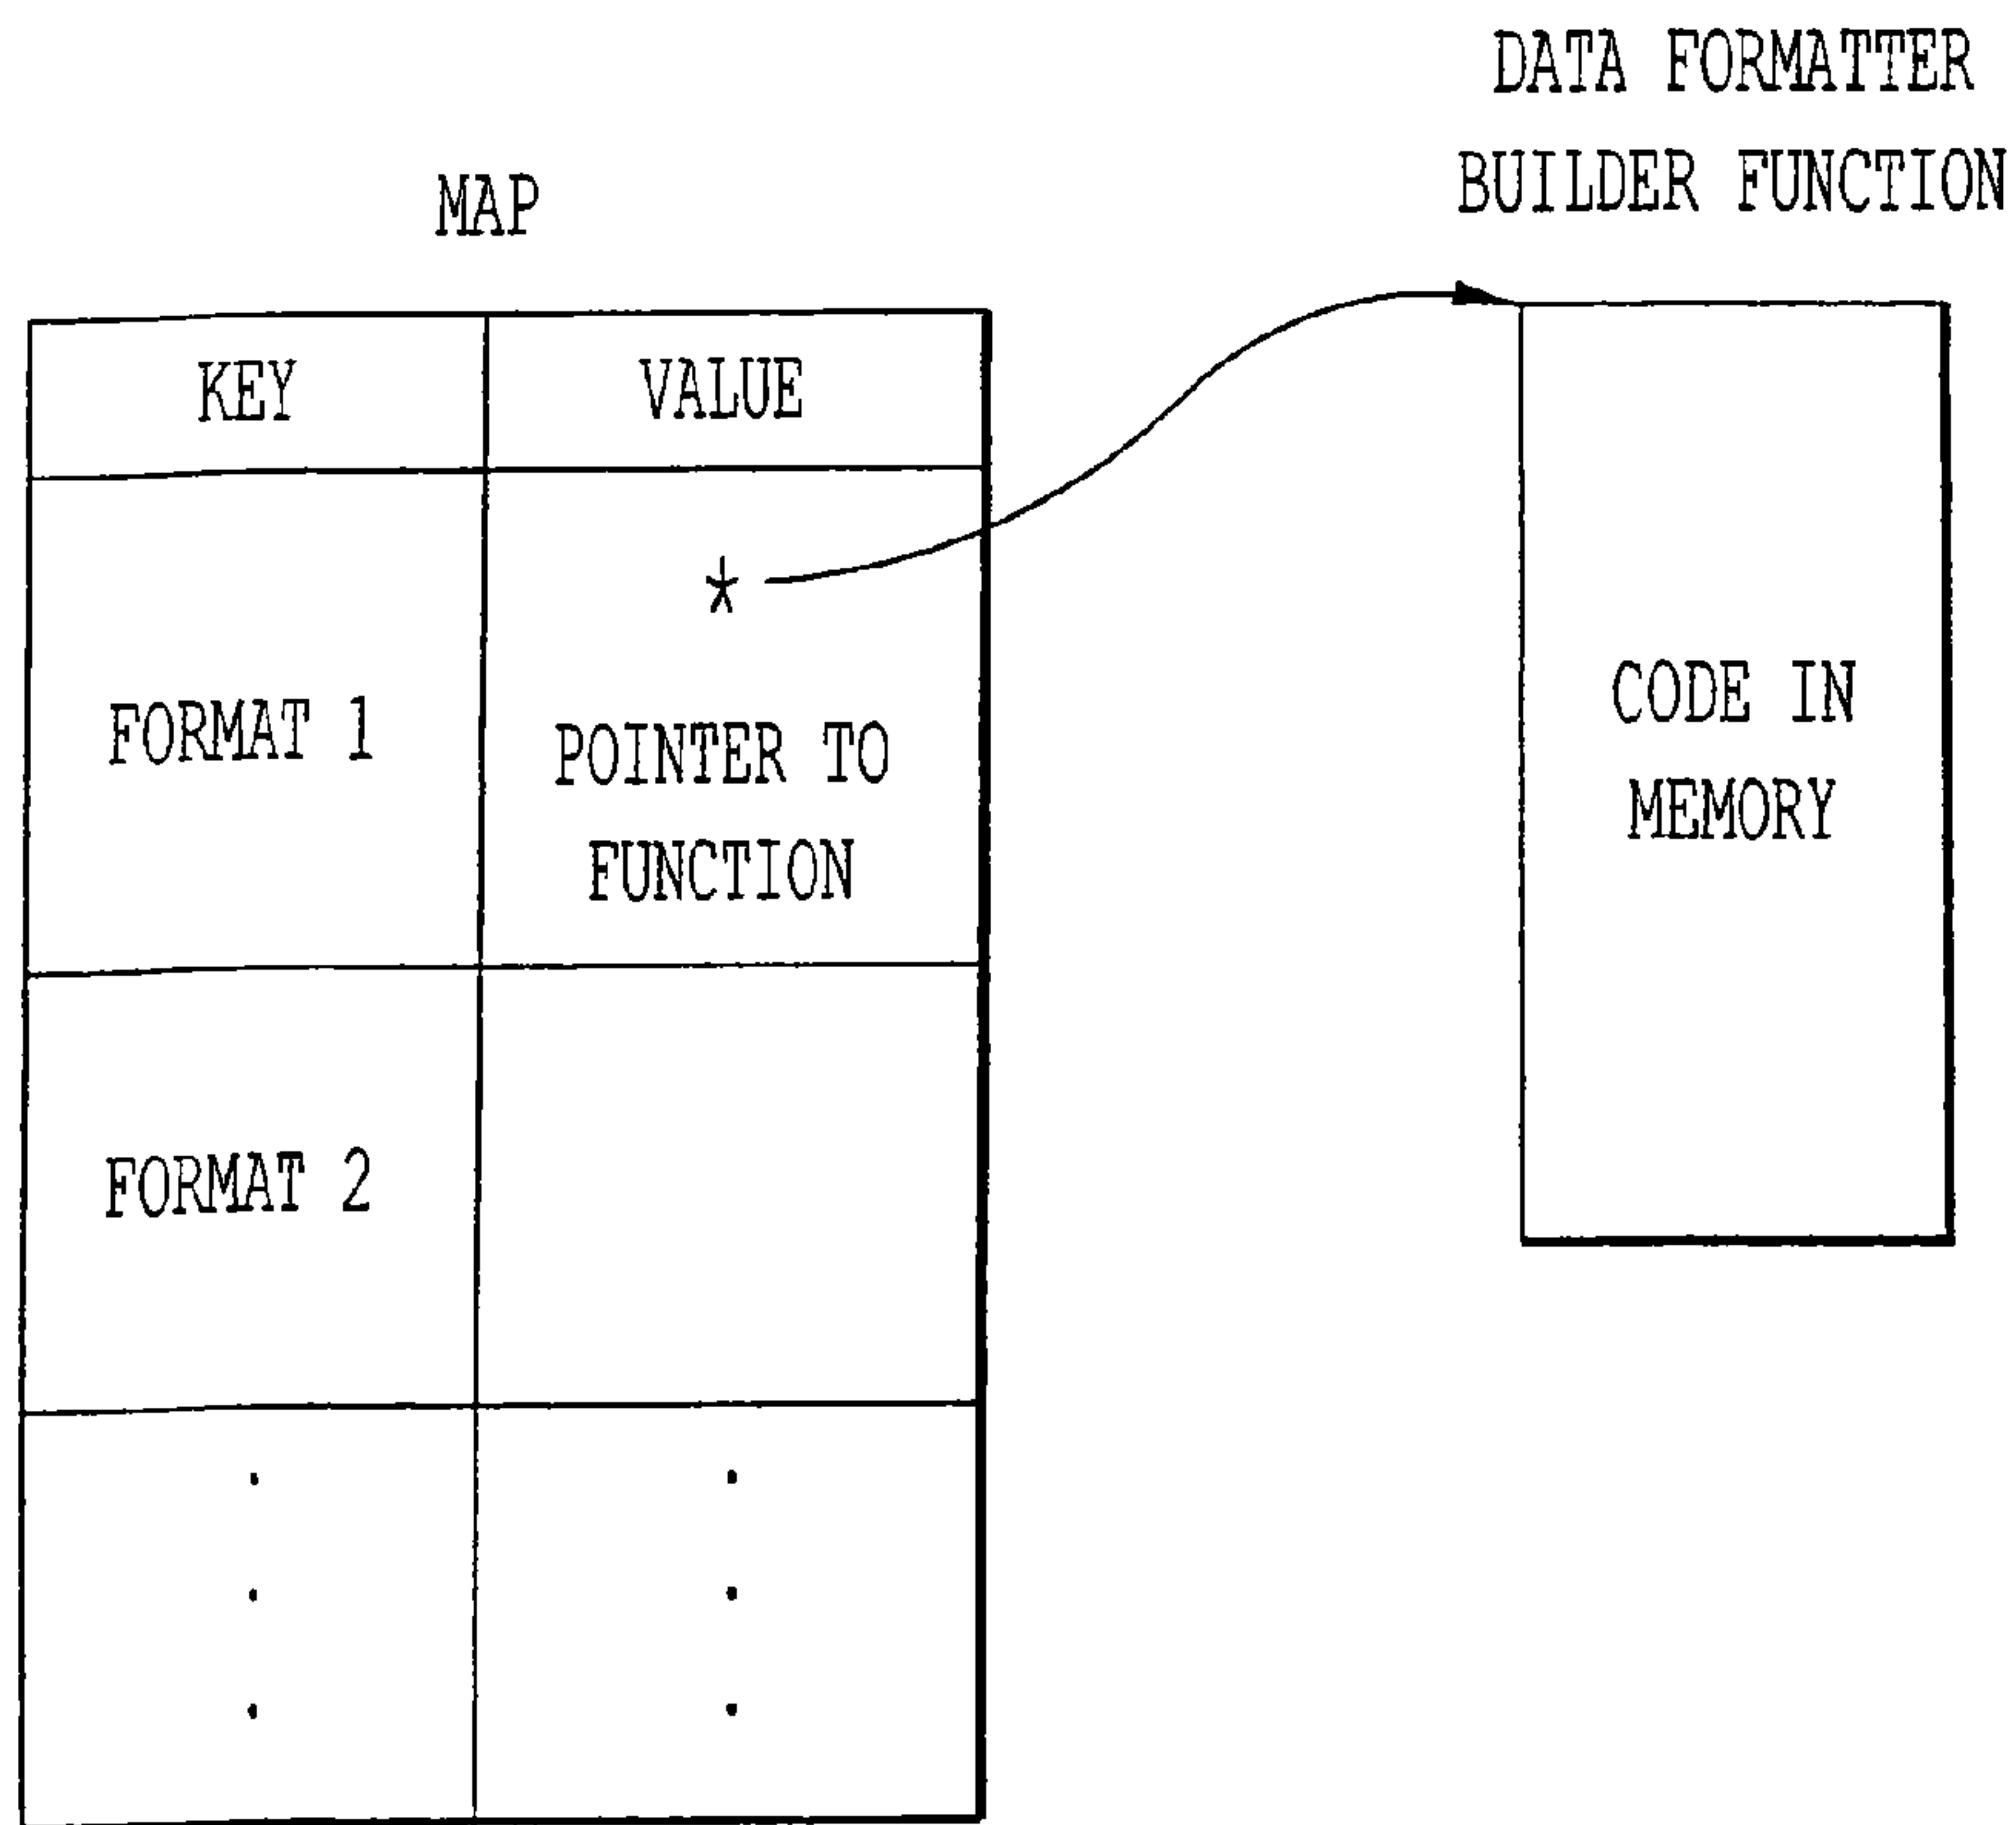 DATA FORMATTER
BUILDER FUNCTION
MAP
KEY VALUE
*
FORMAT 1
POINTER TO
FUNCTION
CODE IN
MEMORY
FORMAT 2
. .
. .
. .